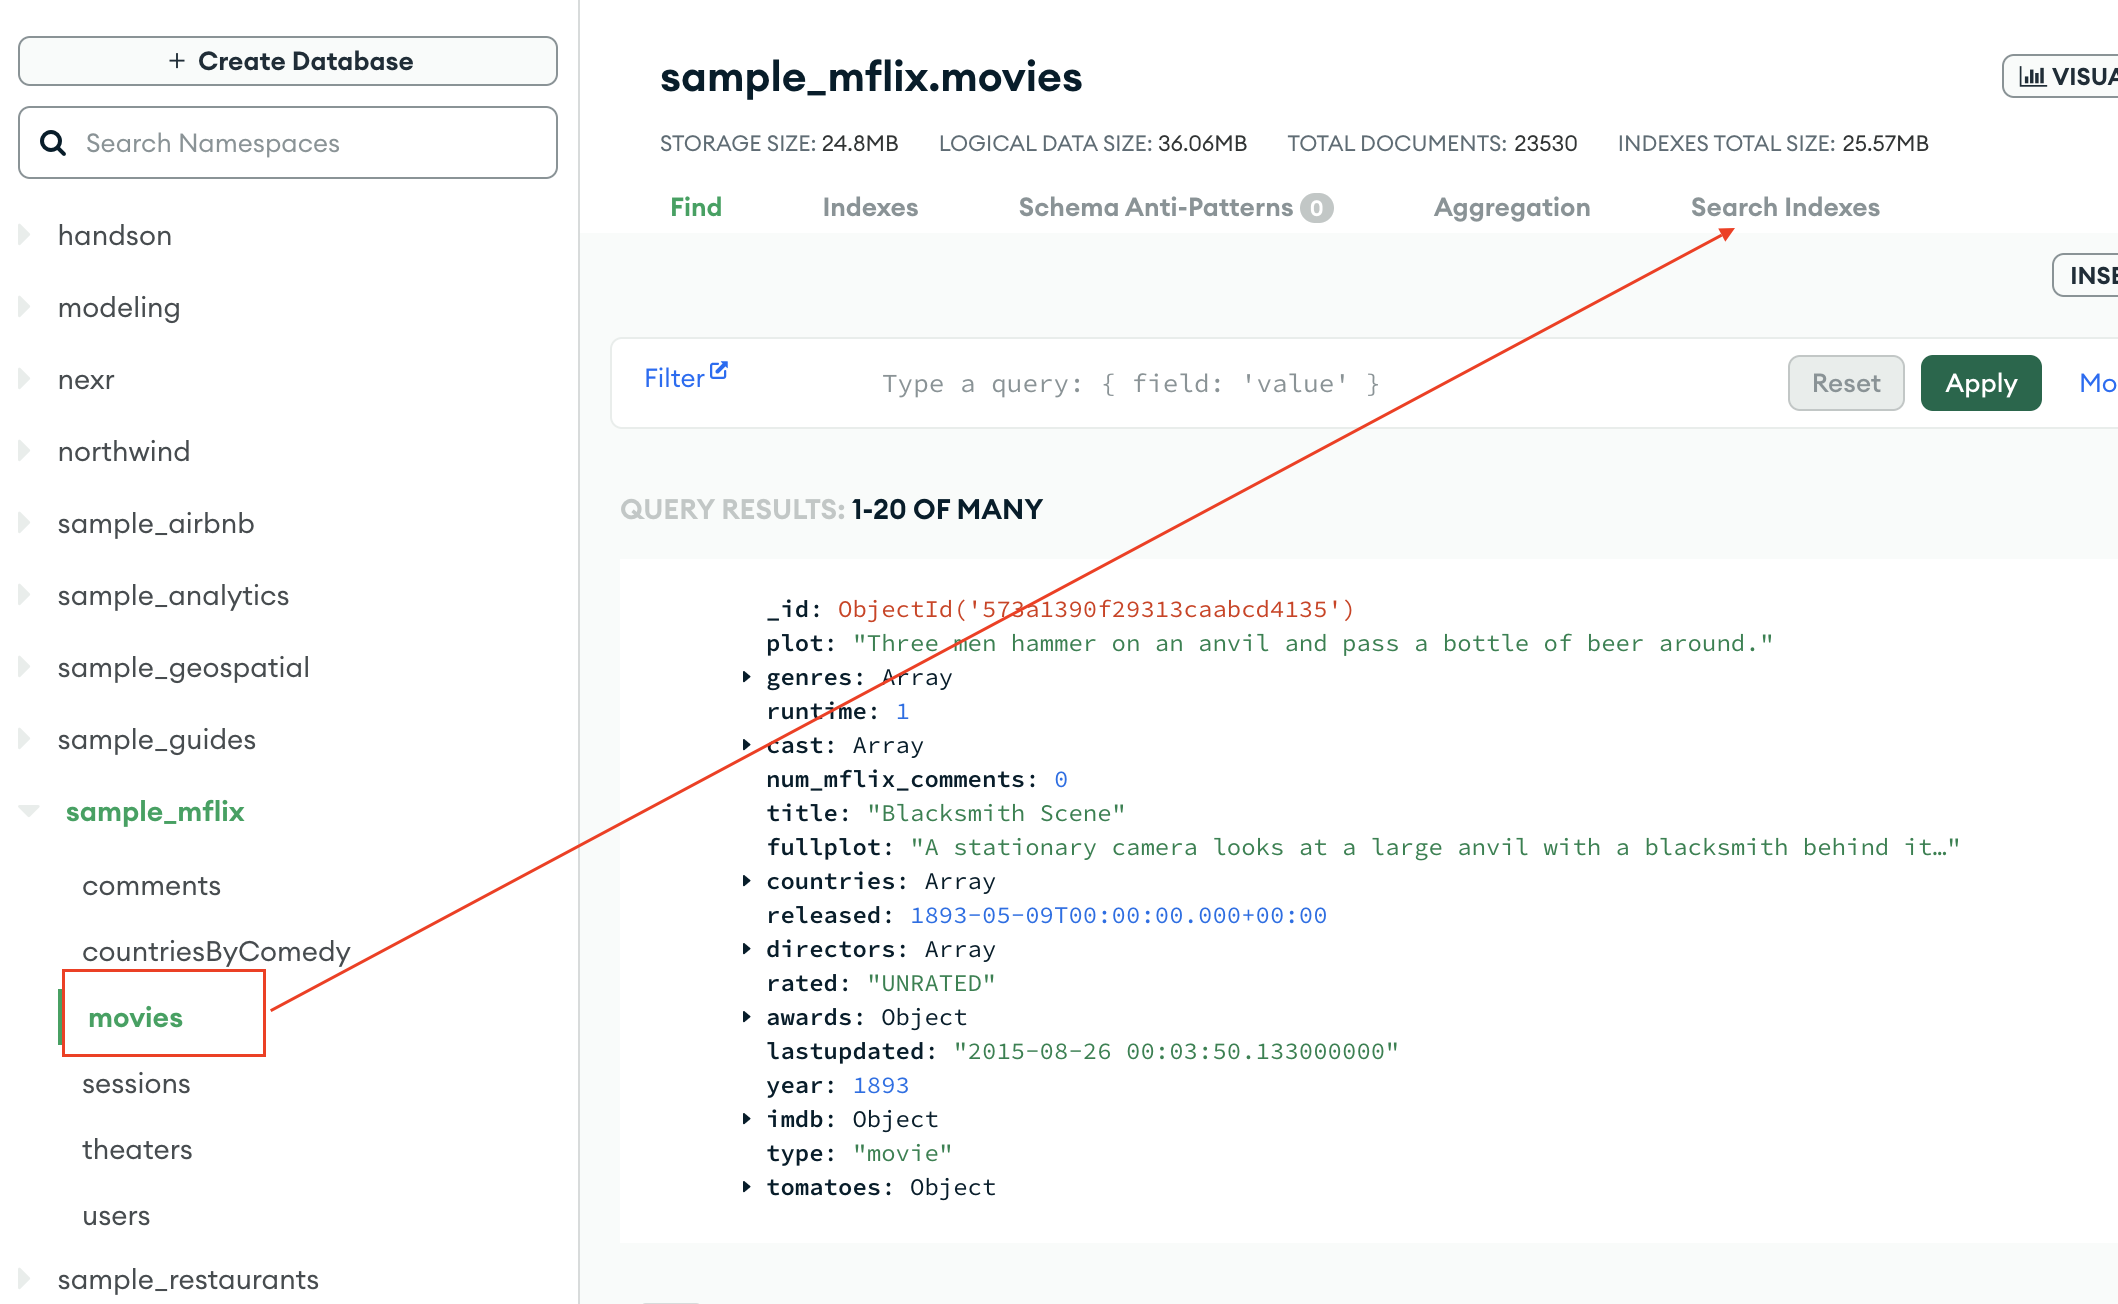 + Create Database
Search Namespaces
handson
modeling
nexr
northwind
sample_airbnb
sample_analytics
sample_geospatial
sample_guides
sample_mflix
comments
countriesByComedy
movies
sessions
theaters
users
sample_restaurants
sample_mflix.movies
VISUA
STORAGE SIZE: 24.8MB LOGICAL DATA SIZE: 36.06MB TOTAL DOCUMENTS: 23530 INDEXES TOTAL SIZE: 25.57MB
Find Indexes Schema Anti-Patterns 0 Aggregation Search Indexes
INSE
Filter Type a query: { field: 'value' } Reset Apply Mo
QUERY RESULTS: 1-20 OF MANY
_id: ObjectId('573a1390f29313caabcd4135')
plot: "Three men hammer on an anvil and pass a bottle of beer around."
genres: Array
runtime: 1
cast: Array
num_mflix_comments: 0
title: "Blacksmith Scene"
fullplot: "A stationary camera looks at a large anvil with a blacksmith behind it…"
countries: Array
released: 1893-05-09T00:00:00.000+00:00
directors: Array
rated: "UNRATED"
awards: Object
lastupdated: "2015-08-26 00:03:50.133000000"
year: 1893
imdb: Object
type: "movie"
tomatoes: Object